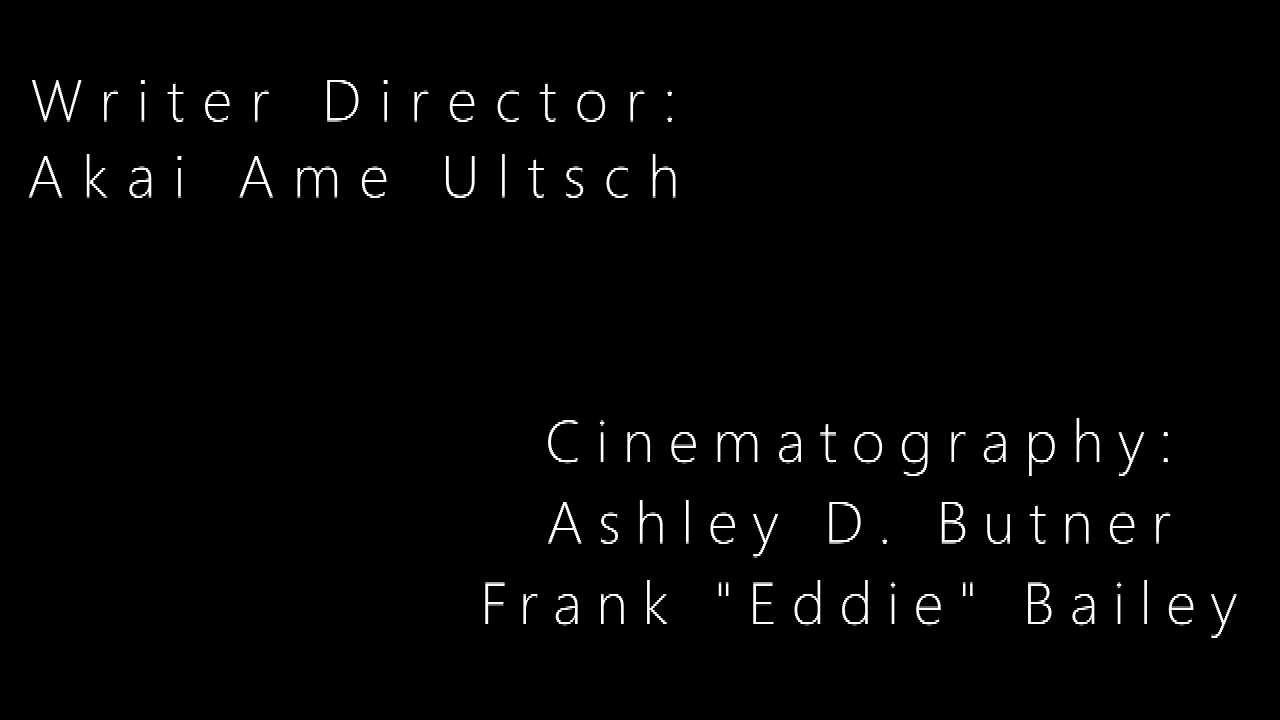 Writer Director:
Akai Ame Ultsch
Cinematography:
Ashley D. Butner
Frank "Eddie" Bailey